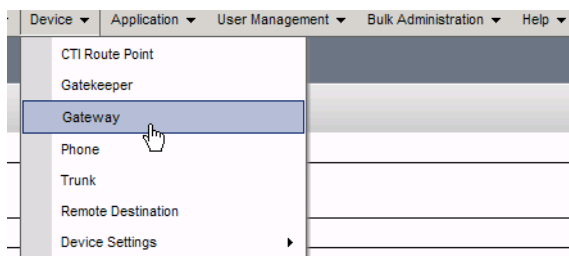 Device Application User Management Bulk Administration Help
CTI Route Point
Gatekeeper
Gateway
Phone
Trunk
Remote Destination
Device Settings